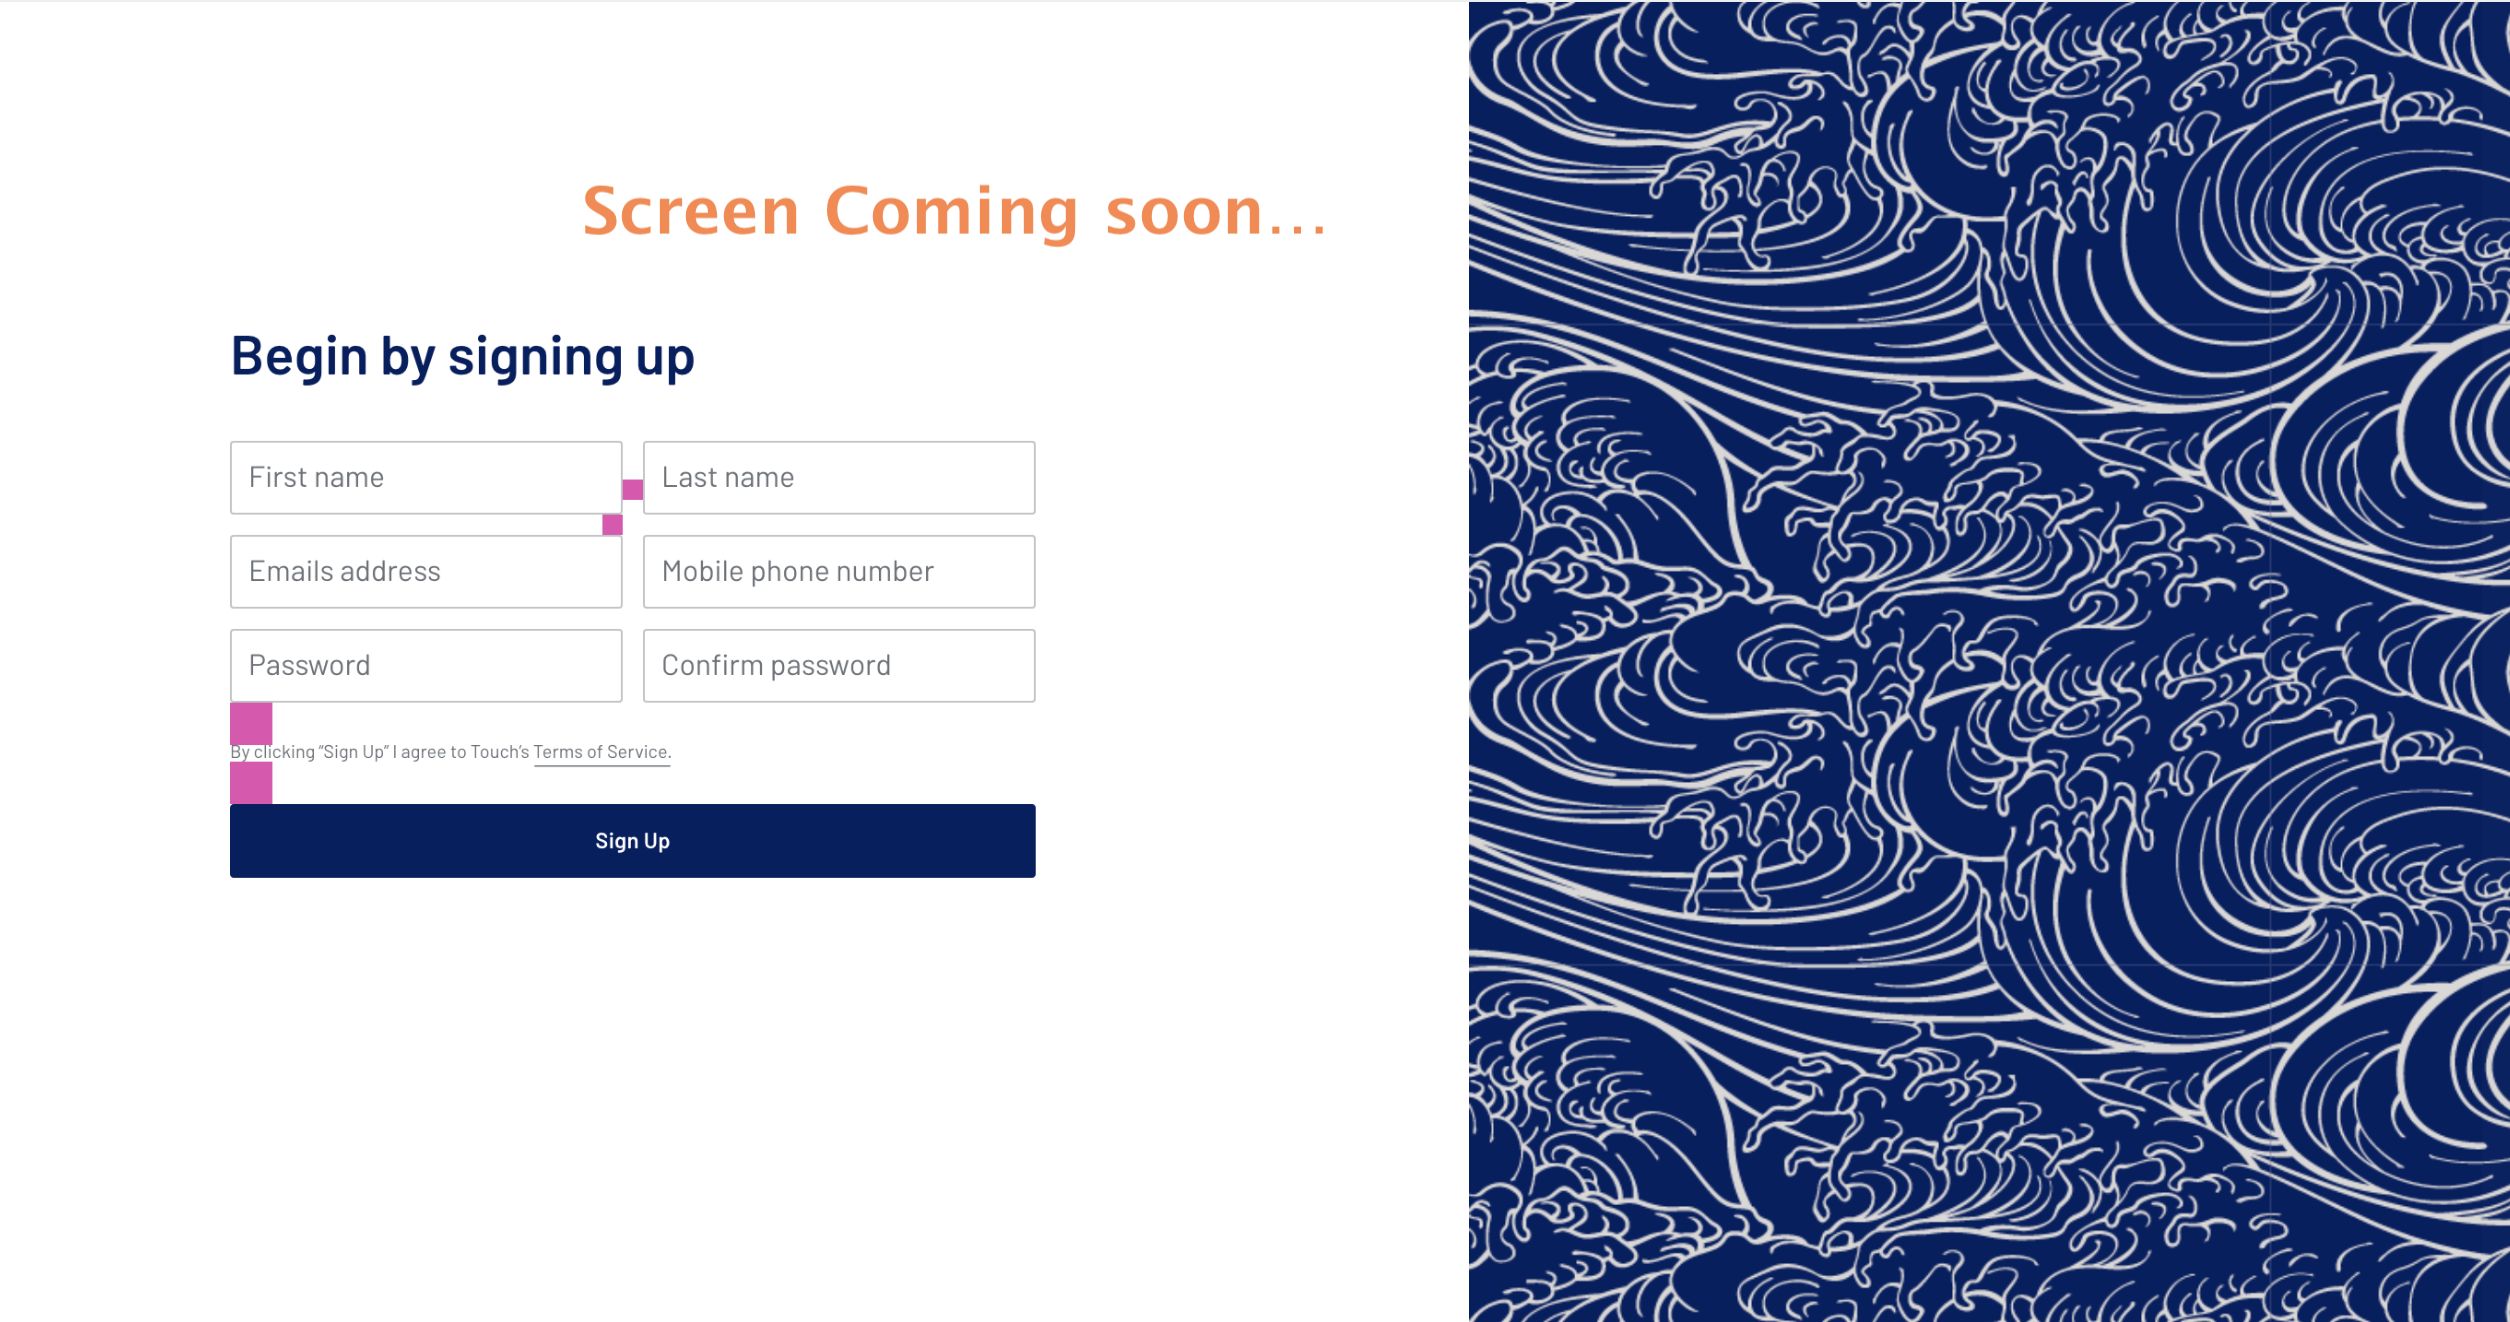 Screen Coming soon...
Begin by signing up
First name
Last name
Emails address
Mobile phone number
Password
Confirm password
By clicking “Sign Up” I agree to Touch’s Terms of Service.
Sign Up